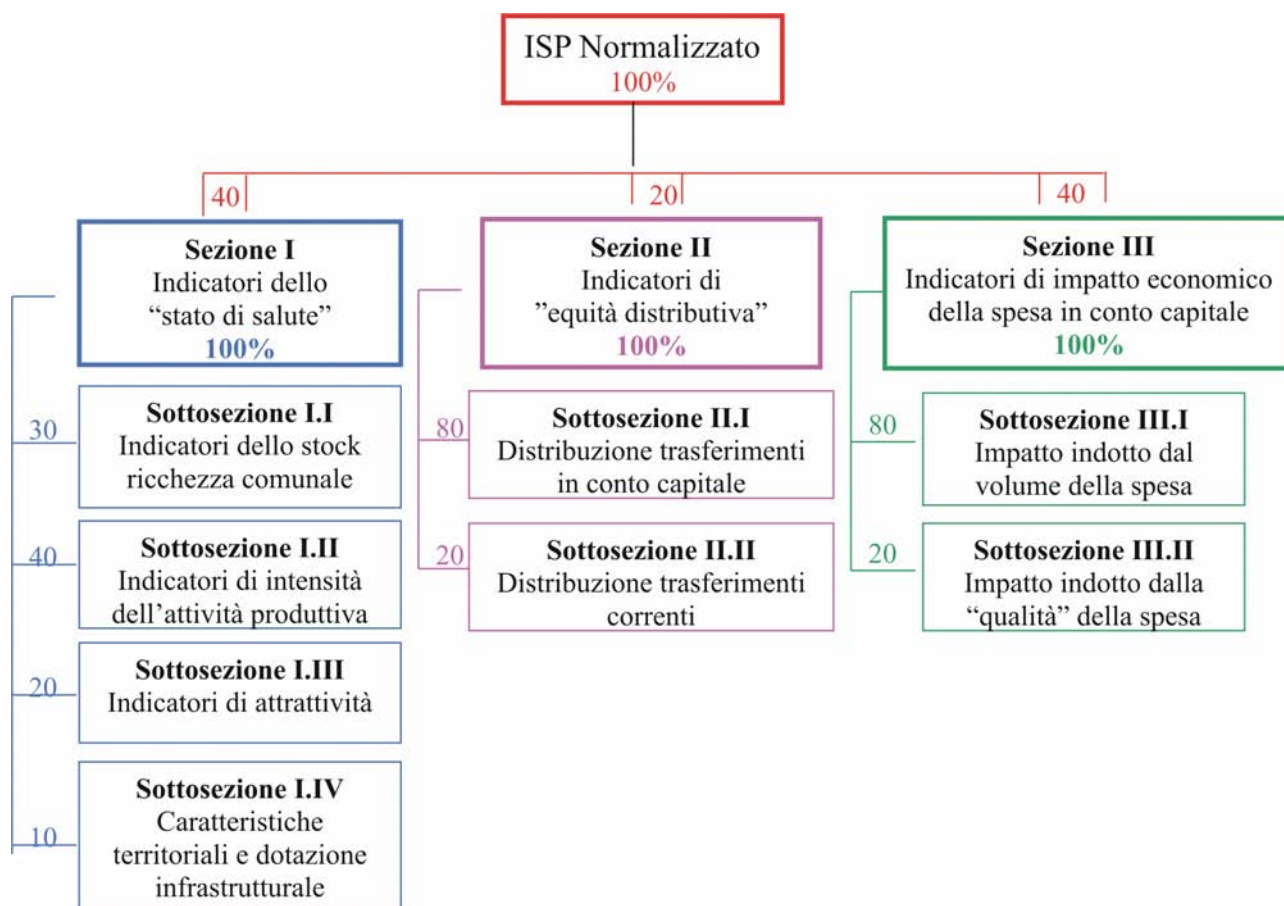 ISP Normalizzato
100%
40
20
40
Sezione I
Indicatori dello
“stato di salute”
100%
Sezione II
Indicatori di
”equità distributiva”
100%
Sezione III
Indicatori di impatto economico
della spesa in conto capitale
100%
30
Sottosezione I.I
Indicatori dello stock
ricchezza comunale
40
Sottosezione I.II
Indicatori di intensità
dell’attività produttiva
20
Sottosezione I.III
Indicatori di attrattività
10
Sottosezione I.IV
Caratteristiche
territoriali e dotazione
infrastrutturale
80
Sottosezione II.I
Distribuzione trasferimenti
in conto capitale
20
Sottosezione II.II
Distribuzione trasferimenti
correnti
80
Sottosezione III.I
Impatto indotto dal
volume della spesa
20
Sottosezione III.II
Impatto indotto dalla
“qualità” della spesa